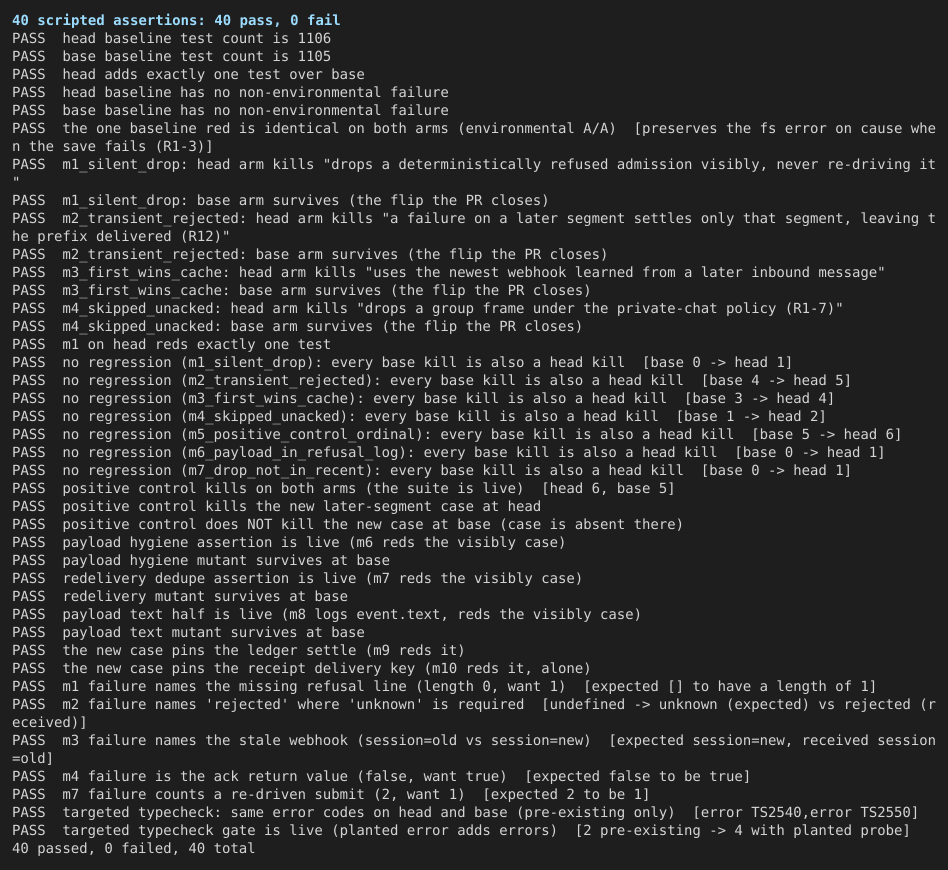 40 scripted assertions: 40 pass, 0 fail
PASS  head baseline test count is 1106
PASS  base baseline test count is 1105
PASS  head adds exactly one test over base
PASS  head baseline has no non-environmental failure
PASS  base baseline has no non-environmental failure
PASS  the one baseline red is identical on both arms (environmental A/A)  [preserves the fs error on cause whe
n the save fails (R1-3)]
PASS  m1_silent_drop: head arm kills "drops a deterministically refused admission visibly, never re-driving it
"
PASS  m1_silent_drop: base arm survives (the flip the PR closes)
PASS  m2_transient_rejected: head arm kills "a failure on a later segment settles only that segment, leaving t
he prefix delivered (R12)"
PASS  m2_transient_rejected: base arm survives (the flip the PR closes)
PASS  m3_first_wins_cache: head arm kills "uses the newest webhook learned from a later inbound message"
PASS  m3_first_wins_cache: base arm survives (the flip the PR closes)
PASS  m4_skipped_unacked: head arm kills "drops a group frame under the private-chat policy (R1-7)"
PASS  m4_skipped_unacked: base arm survives (the flip the PR closes)
PASS  m1 on head reds exactly one test
PASS  no regression (m1_silent_drop): every base kill is also a head kill  [base 0 -> head 1]
PASS  no regression (m2_transient_rejected): every base kill is also a head kill  [base 4 -> head 5]
PASS  no regression (m3_first_wins_cache): every base kill is also a head kill  [base 3 -> head 4]
PASS  no regression (m4_skipped_unacked): every base kill is also a head kill  [base 1 -> head 2]
PASS  no regression (m5_positive_control_ordinal): every base kill is also a head kill  [base 5 -> head 6]
PASS  no regression (m6_payload_in_refusal_log): every base kill is also a head kill  [base 0 -> head 1]
PASS  no regression (m7_drop_not_in_recent): every base kill is also a head kill  [base 0 -> head 1]
PASS  positive control kills on both arms (the suite is live)  [head 6, base 5]
PASS  positive control kills the new later-segment case at head
PASS  positive control does NOT kill the new case at base (case is absent there)
PASS  payload hygiene assertion is live (m6 reds the visibly case)
PASS  payload hygiene mutant survives at base
PASS  redelivery dedupe assertion is live (m7 reds the visibly case)
PASS  redelivery mutant survives at base
PASS  payload text half is live (m8 logs event.text, reds the visibly case)
PASS  payload text mutant survives at base
PASS  the new case pins the ledger settle (m9 reds it)
PASS  the new case pins the receipt delivery key (m10 reds it, alone)
PASS  m1 failure names the missing refusal line (length 0, want 1)  [expected [] to have a length of 1]
PASS  m2 failure names 'rejected' where 'unknown' is required  [undefined -> unknown (expected) vs rejected (r
eceived)]
PASS  m3 failure names the stale webhook (session=old vs session=new)  [expected session=new, received session
=old]
PASS  m4 failure is the ack return value (false, want true)  [expected false to be true]
PASS  m7 failure counts a re-driven submit (2, want 1)  [expected 2 to be 1]
PASS  targeted typecheck: same error codes on head and base (pre-existing only)  [error TS2540,error TS2550]
PASS  targeted typecheck gate is live (planted error adds errors)  [2 pre-existing -> 4 with planted probe]
40 passed, 0 failed, 40 total